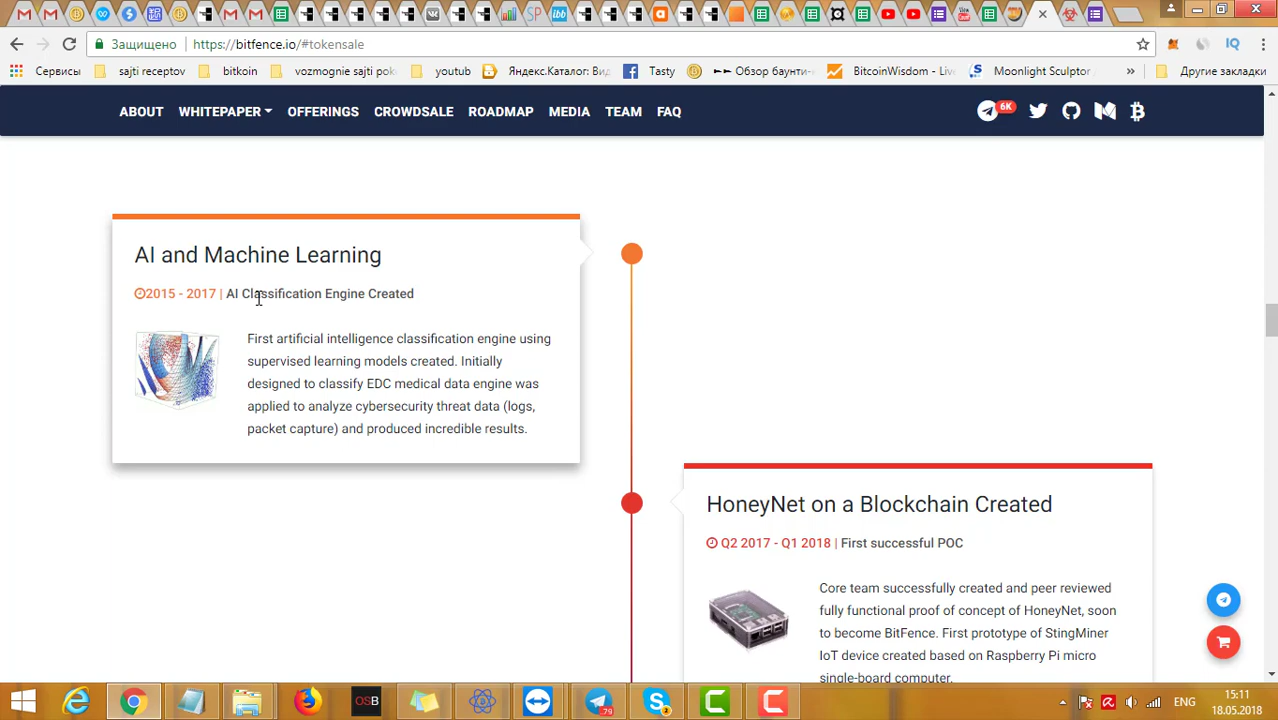 Защищено
https://bitfence.io/#tokensale
Сервисы
sajti receptov
bitkoin
vozmognie sajti pok
youtube
Яндекс.Каталог: Ви
Tasty
Обзор баунти-к
BitcoinWisdom - Liv
Moonlight Sculptor
»
Другие закладки
ABOUT
WHITEPAPER
OFFERINGS
CROWDSALE
ROADMAP
MEDIA
TEAM
FAQ
6K
AI and Machine Learning
2015 - 2017 | AI Classification Engine Created
First artificial intelligence classification engine using
supervised learning models created. Initially
designed to classify EDC medical data engine was
applied to analyze cybersecurity threat data (logs,
packet capture) and produced incredible results.
HoneyNet on a Blockchain Created
Q2 2017 - Q1 2018 | First successful POC
Core team successfully created and peer reviewed
fully functional proof of concept of HoneyNet, soon
to become BitFence. First prototype of StingMiner
IoT device created based on Raspberry Pi micro
single-board computer.
OSB
79
ENG
15:11
18.05.2018